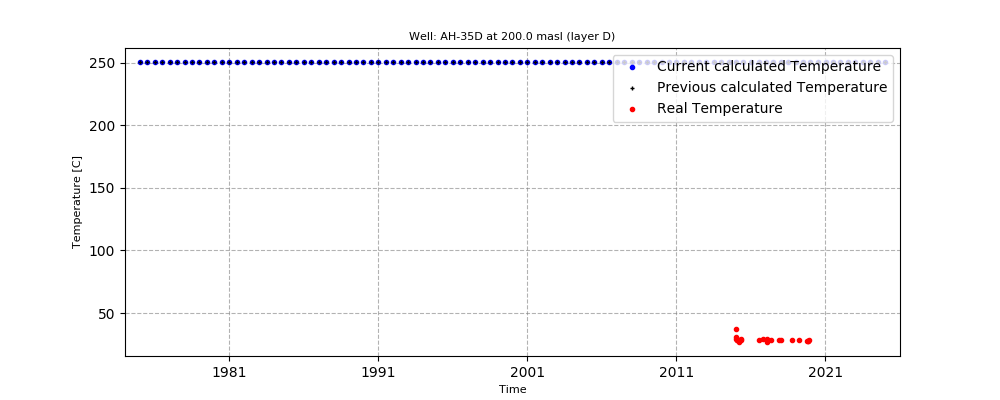 Well: AH-35D at 200.0 masl (layer D)
Current calculated Temperature
Previous calculated Temperature
Real Temperature
Temperature [C]
250
200
150
100
50
1981 1991 2001 2011 2021
Time